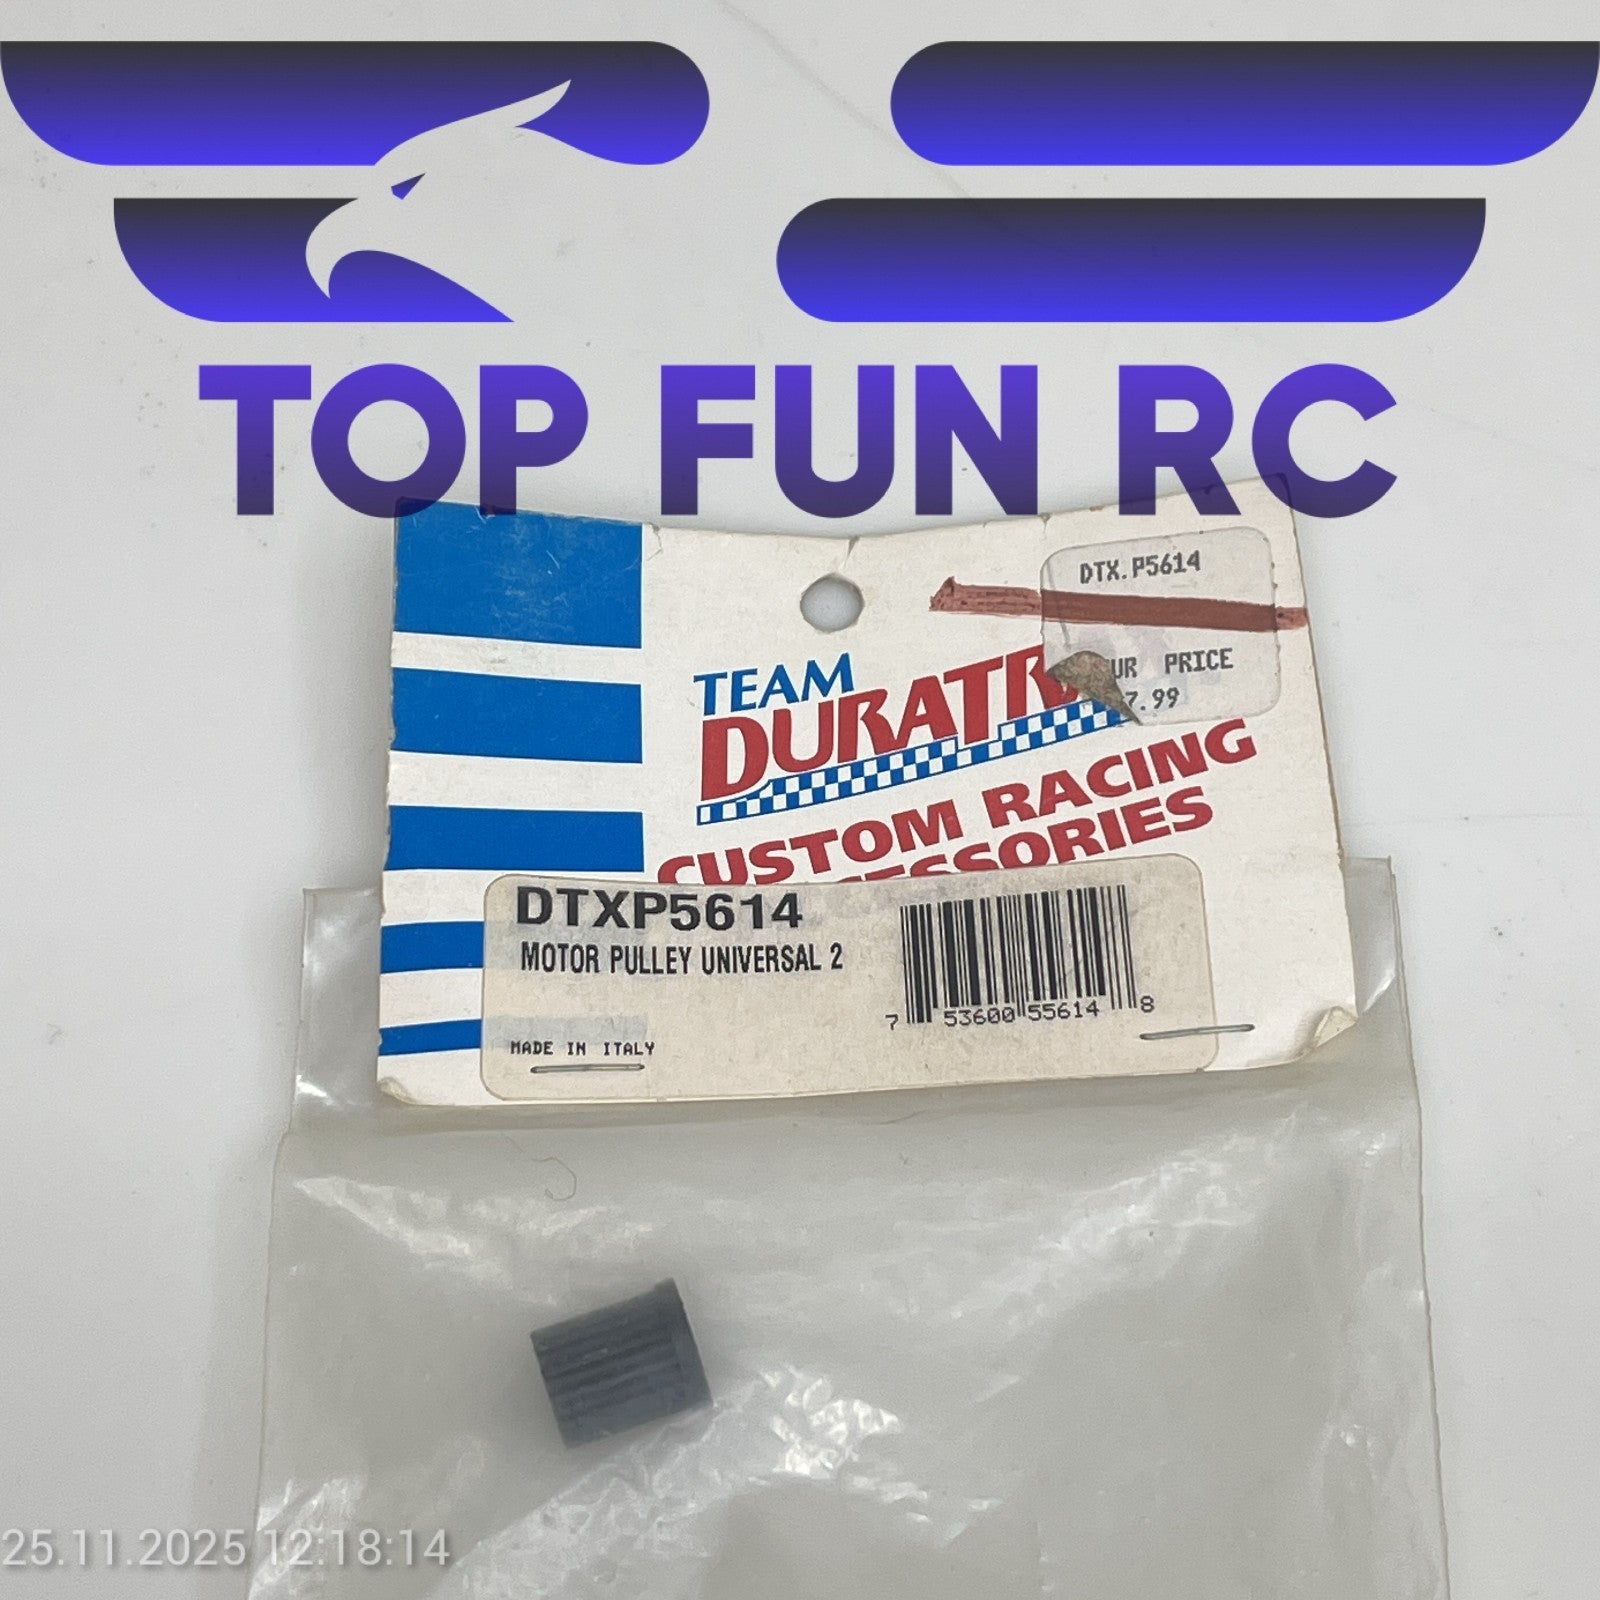 TOP FUN RC
DTX.P5614
UR PRICE
7.99
TEAM
DURATR
CUSTOM RACING
ESSORIES
DTXP5614
MOTOR PULLEY UNIVERSAL 2
7 53600 55614 8
MADE IN ITALY
25.11.2025 12:18:14